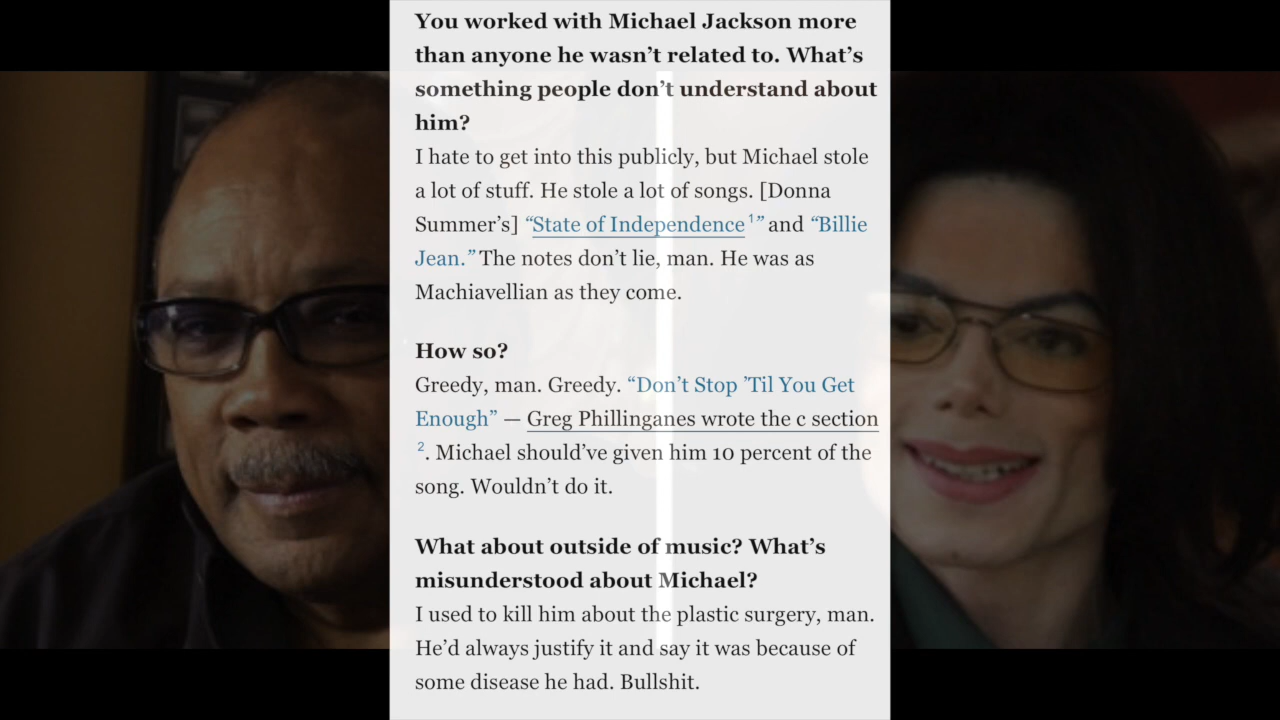 You worked with Michael Jackson more
than anyone he wasn't related to. What's
something people don't understand about
him?
I hate to get into this publicly, but Michael stole
a lot of stuff. He stole a lot of songs. [Donna
Summer's] “State of Independence¹” and “Billie
Jean.” The notes don't lie, man. He was as
Machiavellian as they come.
How so?
Greedy, man. Greedy. “Don't Stop ’Til You Get
Enough” — Greg Phillinganes wrote the c section
². Michael should've given him 10 percent of the
song. Wouldn't do it.
What about outside of music? What's
misunderstood about Michael?
I used to kill him about the plastic surgery, man.
He'd always justify it and say it was because of
some disease he had. Bullshit.